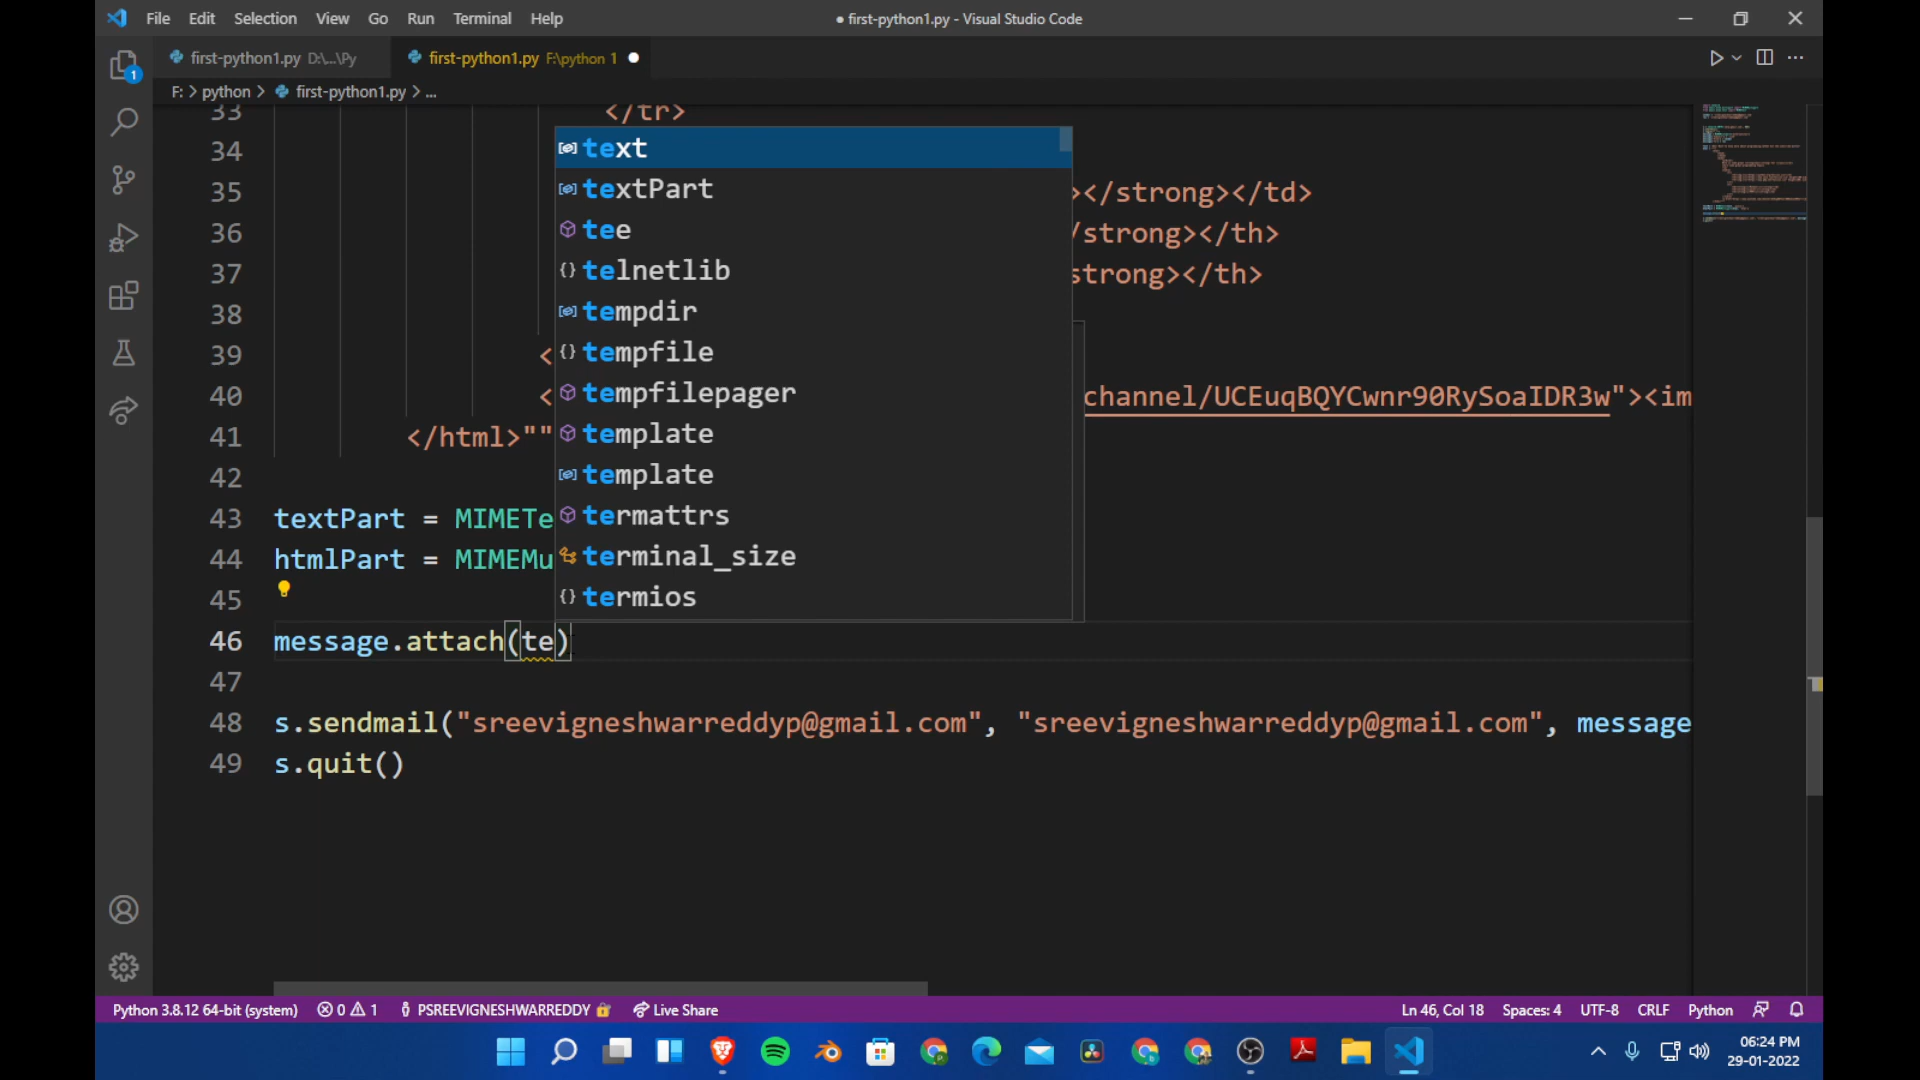 File Edit Selection View Go Run Terminal Help
● first-python1.py - Visual Studio Code
first-python1.py D:\...\Py
first-python1.py F:\python 1
F: > python > first-python1.py > ...
33 </tr>
34
35 ></strong></td>
36 /strong></th>
37 strong></th>
38
39 <
40 < channel/UCEuqBQYCwnr90RySoaIDR3w"><im
41 </html>""
42
43 textPart = MIMETe
44 htmlPart = MIMEMu
45
46 message.attach(te)
47
48 s.sendmail("sreevigneshwarreddyp@gmail.com", "sreevigneshwarreddyp@gmail.com", message
49 s.quit()
text
textPart
tee
telnetlib
tempdir
tempfile
tempfilepager
template
template
termattrs
terminal_size
termios
1
Python 3.8.12 64-bit (system) 0 1 PSREEVIGNESHWARREDDY Live Share
Ln 46, Col 18 Spaces: 4 UTF-8 CRLF Python
06:24 PM
29-01-2022